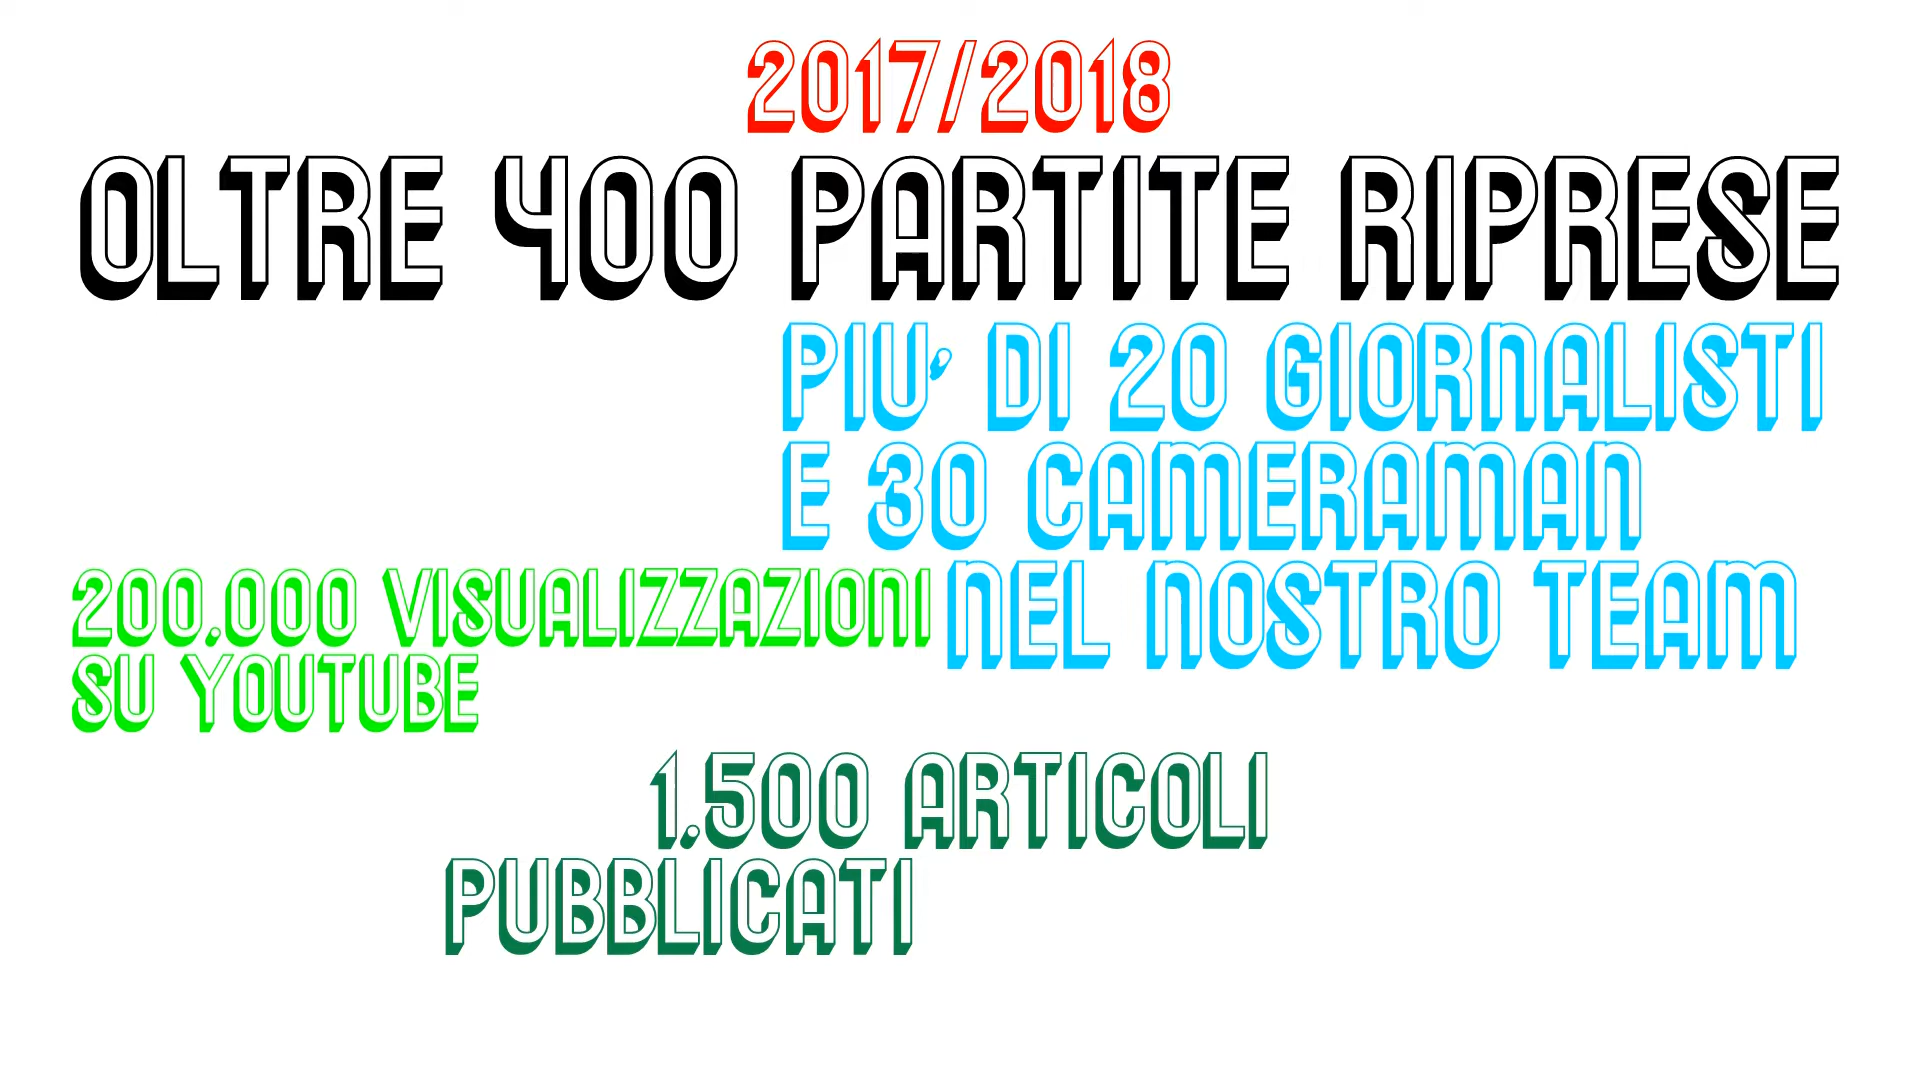 2017/2018
OLTRE 400 PARTITE RIPRESE
PIU' DI 20 GIORNALISTI
E 30 CAMERAMAN
NEL NOSTRO TEAM
200.000 VISUALIZZAZIONI
SU YOUTUBE
1.500 ARTICOLI
PUBBLICATI